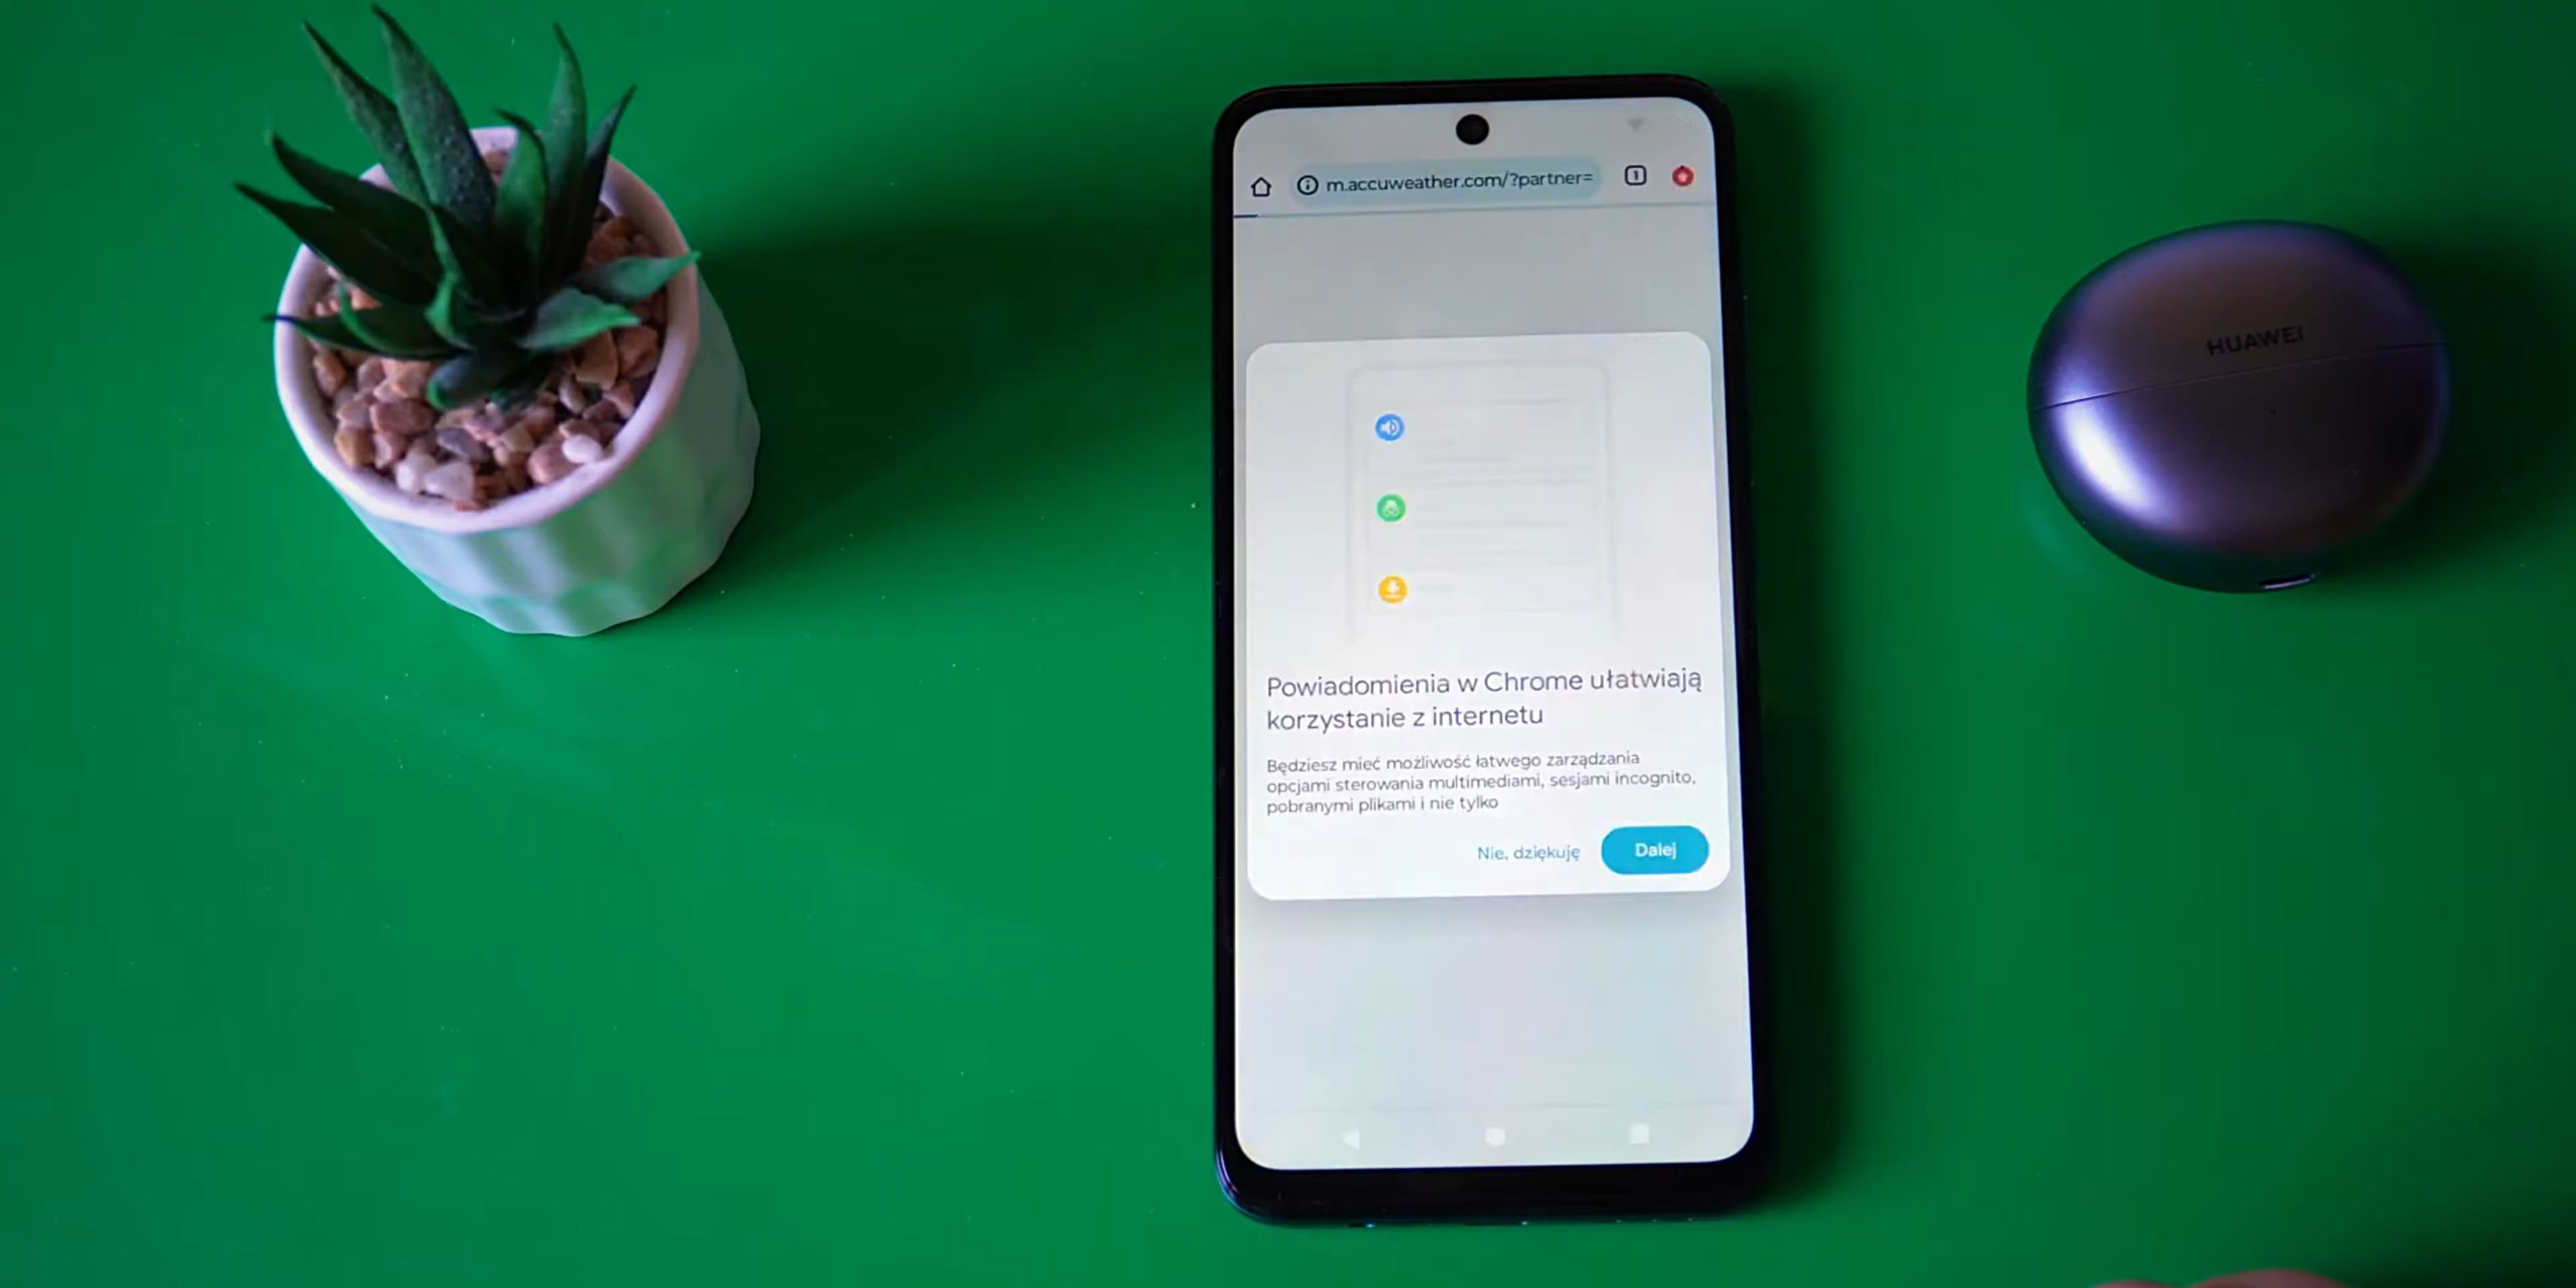 m.accuweather.com/?partner=
1
HUAWEI
Powiadomienia w Chrome ułatwiają
korzystanie z internetu
Będziesz mieć możliwość łatwego zarządzania
opcjami sterowania multimediami, sesjami incognito,
pobranymi plikami i nie tylko
Nie, dziękuję
Dalej